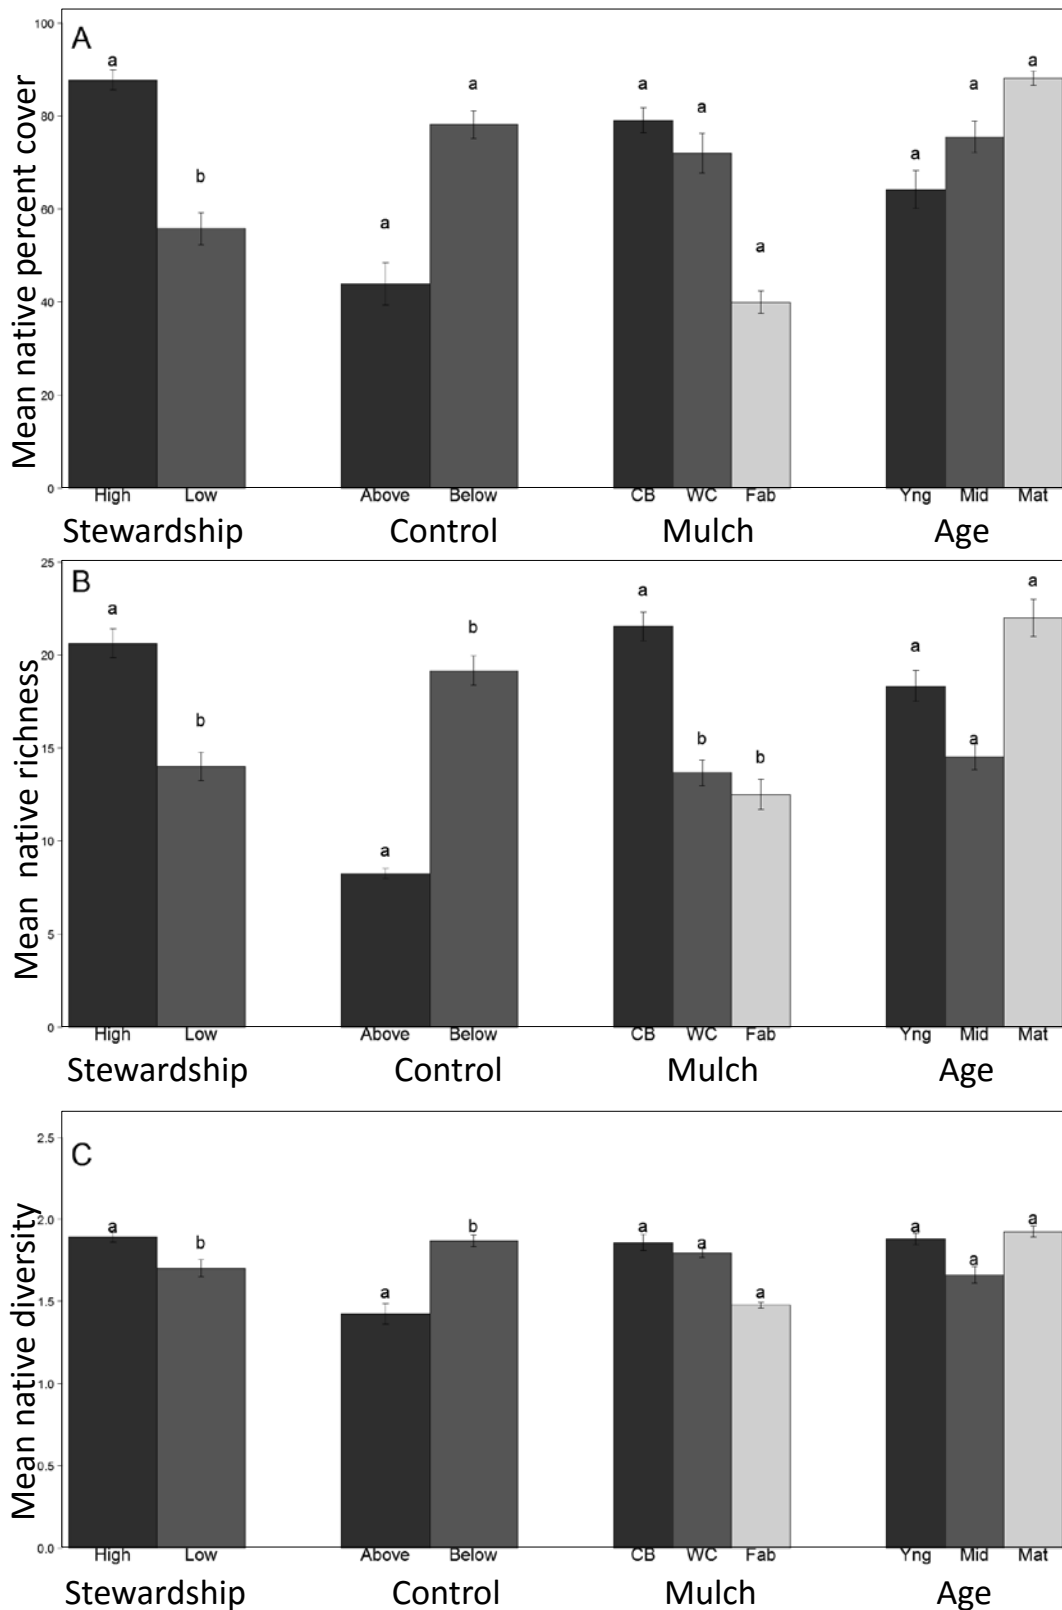 A
Mean native percent cover
100
80
60
40
20
0
a
b
a
a
a
a
a
a
a
a
High Low Above Below CB WC Fab Yng Mid Mat
Stewardship Control Mulch Age
B
Mean native richness
25
20
15
10
5
0
a
b
a
b
a
b
b
a
a
a
High Low Above Below CB WC Fab Yng Mid Mat
Stewardship Control Mulch Age
C
Mean native diversity
2.5
2.0
1.5
1.0
0.5
0.0
a
b
a
b
a
a
a
a
a
a
High Low Above Below CB WC Fab Yng Mid Mat
Stewardship Control Mulch Age